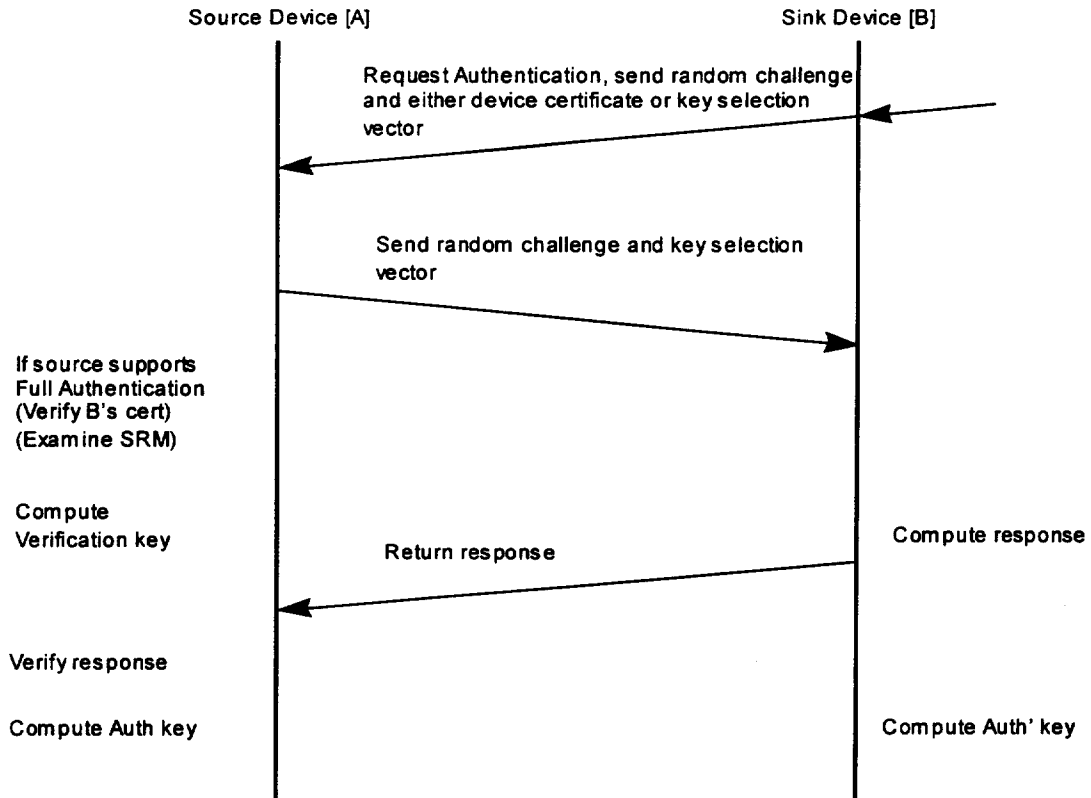 Source Device [A]
Sink Device [B]
Request Authentication, send random challenge
and either device certificate or key selection
vector
Send random challenge and key selection
vector
If source supports
Full Authentication
(Verify B's cert)
(Examine SRM)
Compute
Verification key
Compute response
Return response
Verify response
Compute Auth key
Compute Auth' key